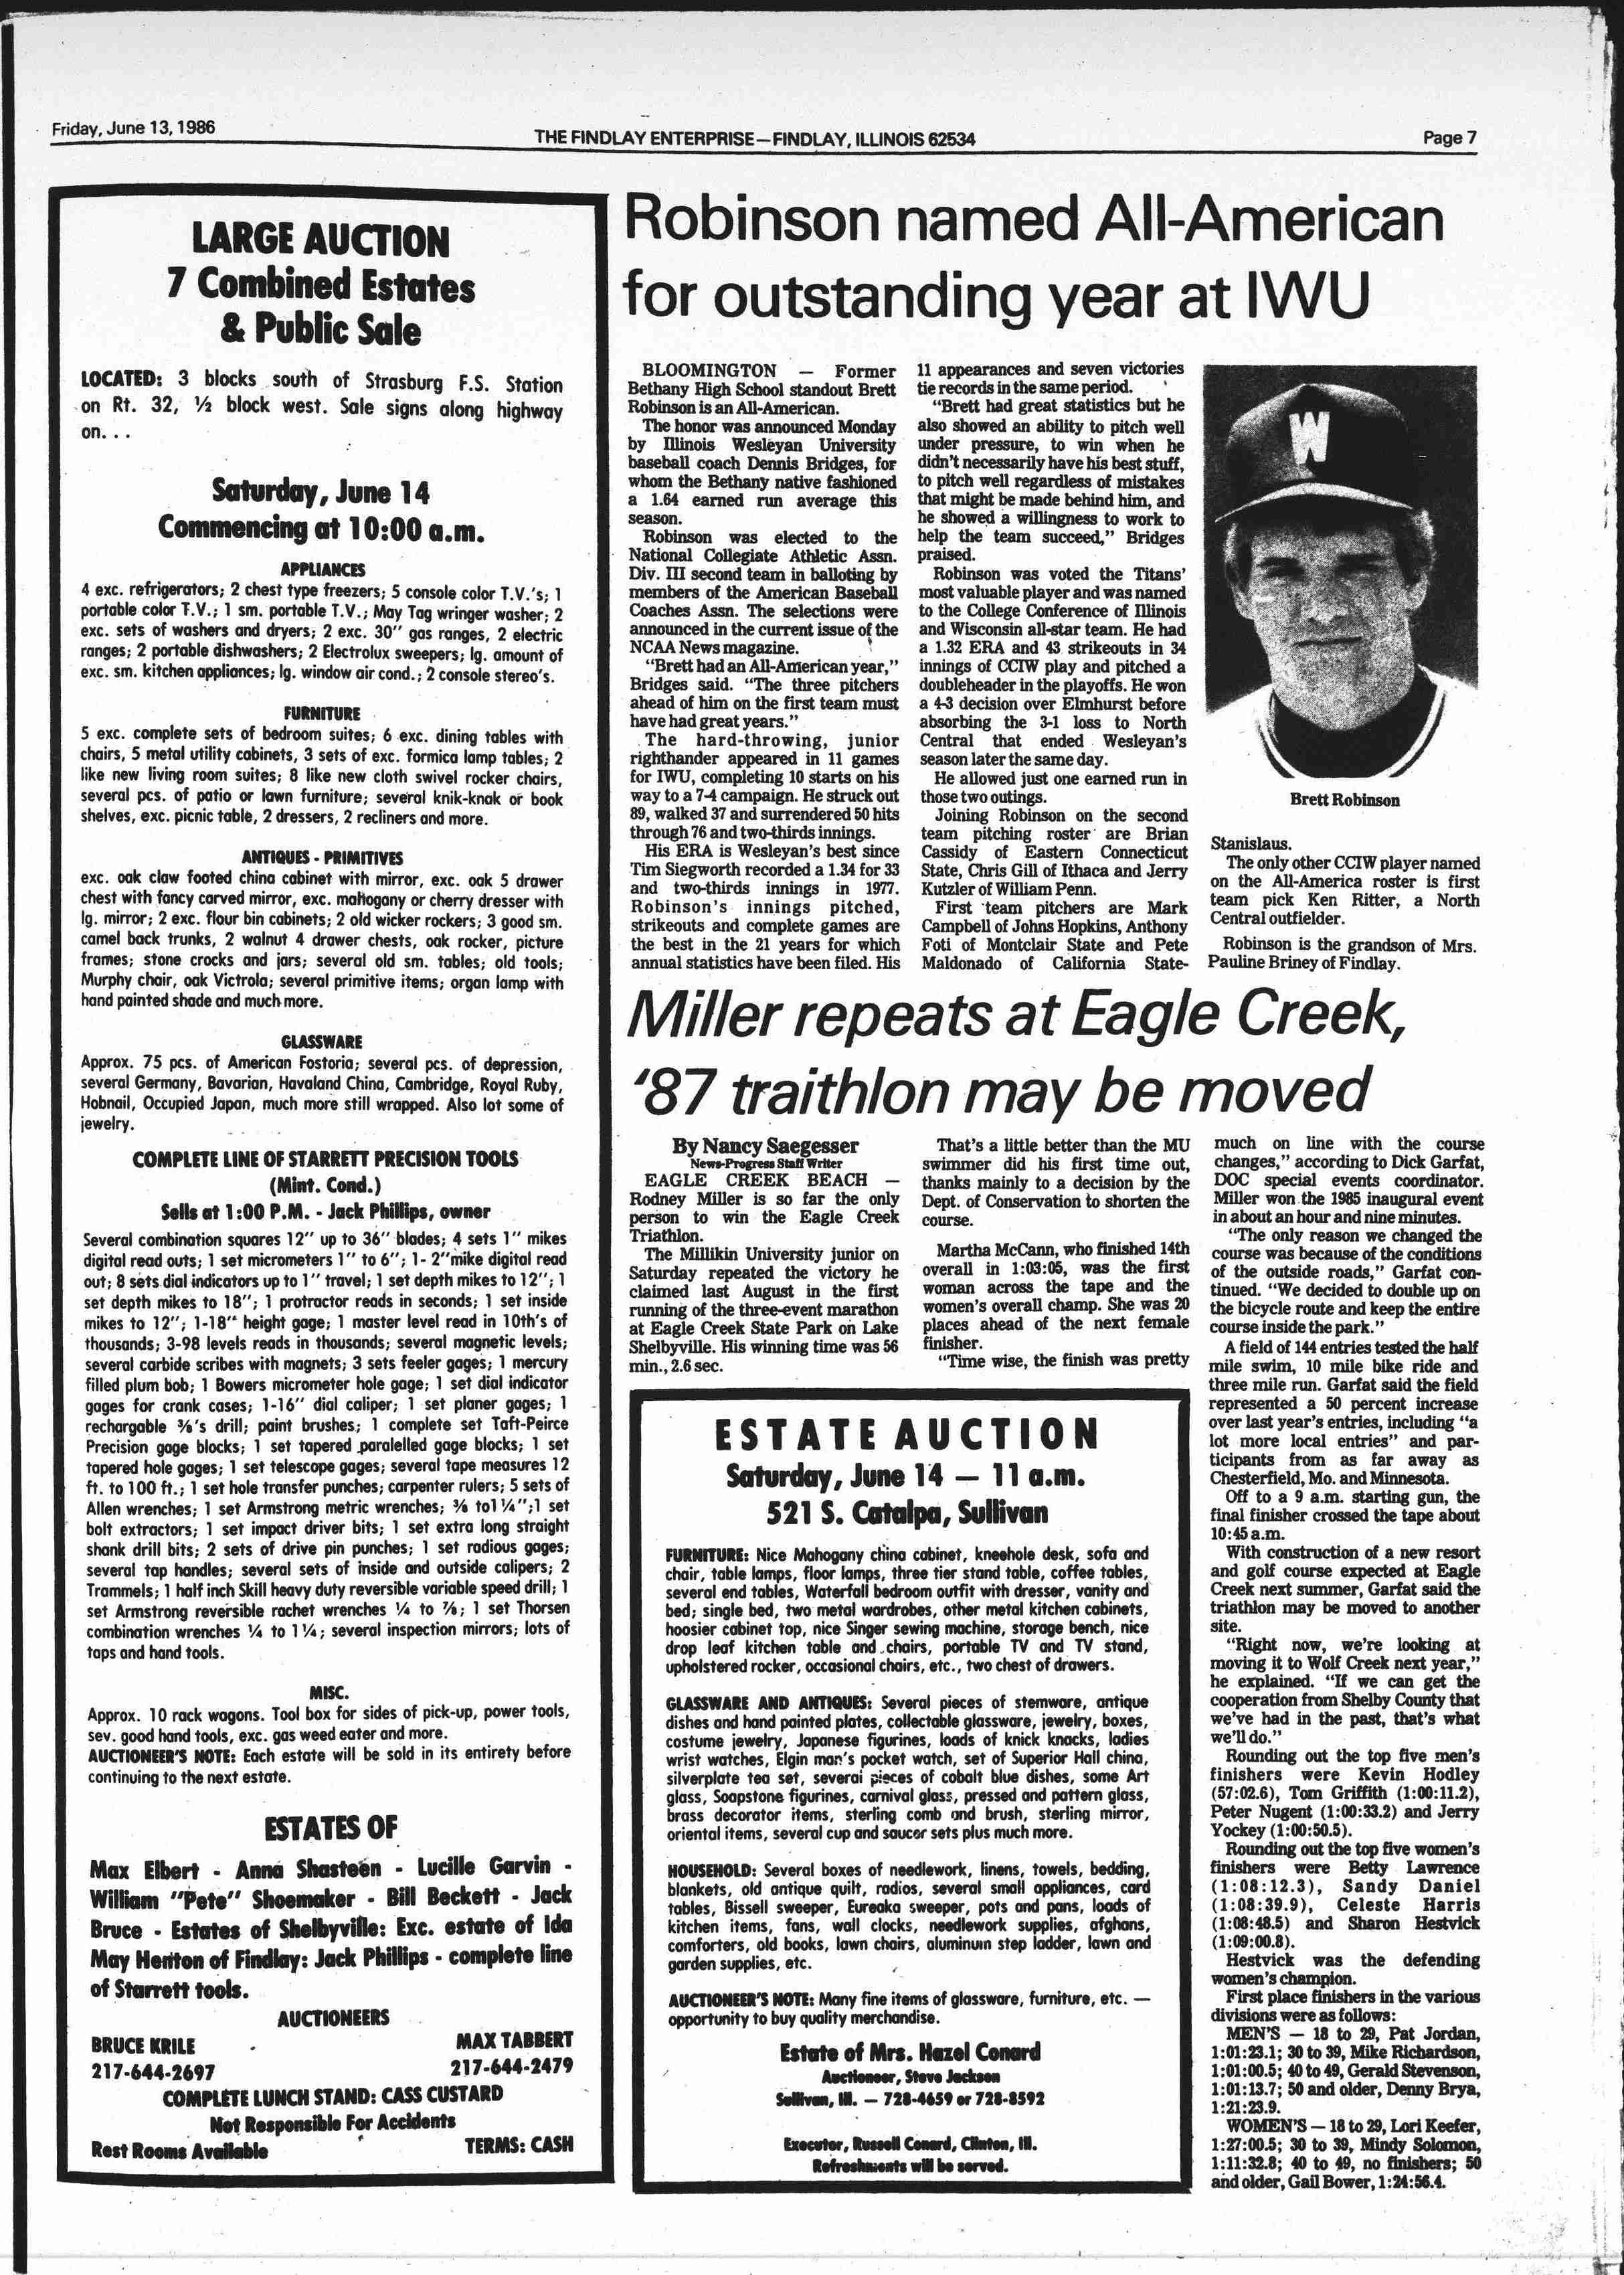 Friday, June 13, 1986
THE FINDLAY ENTERPRISE—FINDLAY, ILLINOIS 62534
Page 7
LARGE AUCTION
7 Combined Estates
& Public Sale
LOCATED: 3 blocks south of Strasburg F.S. Station
on Rt. 32, ½ block west. Sale signs along highway
on. . .
Saturday, June 14
Commencing at 10:00 a.m.
APPLIANCES
4 exc. refrigerators; 2 chest type freezers; 5 console color T.V.'s; 1
portable color T.V.; 1 sm. portable T.V.; May Tag wringer washer; 2
exc. sets of washers and dryers; 2 exc. 30" gas ranges, 2 electric
ranges; 2 portable dishwashers; 2 Electrolux sweepers; lg. amount of
exc. sm. kitchen appliances; lg. window air cond.; 2 console stereo's.
FURNITURE
5 exc. complete sets of bedroom suites; 6 exc. dining tables with
chairs, 5 metal utility cabinets, 3 sets of exc. formica lamp tables; 2
like new living room suites; 8 like new cloth swivel rocker chairs,
several pcs. of patio or lawn furniture; several knik-knak or book
shelves, exc. picnic table, 2 dressers, 2 recliners and more.
ANTIQUES - PRIMITIVES
exc. oak claw footed china cabinet with mirror, exc. oak 5 drawer
chest with fancy carved mirror, exc. mahogany or cherry dresser with
lg. mirror; 2 exc. flour bin cabinets; 2 old wicker rockers; 3 good sm.
camel back trunks, 2 walnut 4 drawer chests, oak rocker, picture
frames; stone crocks and jars; several old sm. tables; old tools;
Murphy chair, oak Victrola; several primitive items; organ lamp with
hand painted shade and much more.
GLASSWARE
Approx. 75 pcs. of American Fostoria; several pcs. of depression,
several Germany, Bavarian, Havaland China, Cambridge, Royal Ruby,
Hobnail, Occupied Japan, much more still wrapped. Also lot some of
jewelry.
COMPLETE LINE OF STARRETT PRECISION TOOLS
(Mint. Cond.)
Sells at 1:00 P.M. - Jack Phillips, owner
Several combination squares 12" up to 36" blades; 4 sets 1" mikes
digital read outs; 1 set micrometers 1" to 6"; 1- 2"mike digital read
out; 8 sets dial indicators up to 1" travel; 1 set depth mikes to 12"; 1
set depth mikes to 18"; 1 protractor reads in seconds; 1 set inside
mikes to 12"; 1-18" height gage; 1 master level read in 10th's of
thousands; 3-98 levels reads in thousands; several magnetic levels;
several carbide scribes with magnets; 3 sets feeler gages; 1 mercury
filled plum bob; 1 Bowers micrometer hole gage; 1 set dial indicator
gages for crank cases; 1-16" dial caliper; 1 set planer gages; 1
rechargable ⅜'s drill; paint brushes; 1 complete set Taft-Peirce
Precision gage blocks; 1 set tapered paralelled gage blocks; 1 set
tapered hole gages; 1 set telescope gages; several tape measures 12
ft. to 100 ft.; 1 set hole transfer punches; carpenter rulers; 5 sets of
Allen wrenches; 1 set Armstrong metric wrenches; ⅜ to1¼";1 set
bolt extractors; 1 set impact driver bits; 1 set extra long straight
shank drill bits; 2 sets of drive pin punches; 1 set radious gages;
several tap handles; several sets of inside and outside calipers; 2
Trammels; 1 half inch Skill heavy duty reversible variable speed drill; 1
set Armstrong reversible rachet wrenches ¼ to ⅞; 1 set Thorsen
combination wrenches ¼ to 1¼; several inspection mirrors; lots of
taps and hand tools.
MISC.
Approx. 10 rack wagons. Tool box for sides of pick-up, power tools,
sev. good hand tools, exc. gas weed eater and more.
AUCTIONEER'S NOTE: Each estate will be sold in its entirety before
continuing to the next estate.
ESTATES OF
Max Elbert - Anna Shasteen - Lucille Garvin -
William "Pete" Shoemaker - Bill Beckett - Jack
Bruce - Estates of Shelbyville: Exc. estate of Ida
May Henton of Findlay: Jack Phillips - complete line
of Starrett tools.
AUCTIONEERS
BRUCE KRILE
MAX TABBERT
217-644-2697
217-644-2479
COMPLETE LUNCH STAND: CASS CUSTARD
Not Responsible For Accidents
Rest Rooms Available
TERMS: CASH
Robinson named All-American
for outstanding year at IWU
BLOOMINGTON — Former
Bethany High School standout Brett
Robinson is an All-American.
The honor was announced Monday
by Illinois Wesleyan University
baseball coach Dennis Bridges, for
whom the Bethany native fashioned
a 1.64 earned run average this
season.
Robinson was elected to the
National Collegiate Athletic Assn.
Div. III second team in balloting by
members of the American Baseball
Coaches Assn. The selections were
announced in the current issue of the
NCAA News magazine.
"Brett had an All-American year,"
Bridges said. "The three pitchers
ahead of him on the first team must
have had great years."
The hard-throwing, junior
righthander appeared in 11 games
for IWU, completing 10 starts on his
way to a 7-4 campaign. He struck out
89, walked 37 and surrendered 50 hits
through 76 and two-thirds innings.
His ERA is Wesleyan's best since
Tim Siegworth recorded a 1.34 for 33
and two-thirds innings in 1977.
Robinson's innings pitched,
strikeouts and complete games are
the best in the 21 years for which
annual statistics have been filed. His
11 appearances and seven victories
tie records in the same period.
"Brett had great statistics but he
also showed an ability to pitch well
under pressure, to win when he
didn't necessarily have his best stuff,
to pitch well regardless of mistakes
that might be made behind him, and
he showed a willingness to work to
help the team succeed," Bridges
praised.
Robinson was voted the Titans'
most valuable player and was named
to the College Conference of Illinois
and Wisconsin all-star team. He had
a 1.32 ERA and 43 strikeouts in 34
innings of CCIW play and pitched a
doubleheader in the playoffs. He won
a 4-3 decision over Elmhurst before
absorbing the 3-1 loss to North
Central that ended Wesleyan's
season later the same day.
He allowed just one earned run in
those two outings.
Joining Robinson on the second
team pitching roster are Brian
Cassidy of Eastern Connecticut
State, Chris Gill of Ithaca and Jerry
Kutzler of William Penn.
First team pitchers are Mark
Campbell of Johns Hopkins, Anthony
Foti of Montclair State and Pete
Maldonado of California State-
W
Brett Robinson
Stanislaus.
The only other CCIW player named
on the All-America roster is first
team pick Ken Ritter, a North
Central outfielder.
Robinson is the grandson of Mrs.
Pauline Briney of Findlay.
Miller repeats at Eagle Creek,
'87 traithlon may be moved
By Nancy Saegesser
News-Progress Staff Writer
EAGLE CREEK BEACH —
Rodney Miller is so far the only
person to win the Eagle Creek
Triathlon.
The Millikin University junior on
Saturday repeated the victory he
claimed last August in the first
running of the three-event marathon
at Eagle Creek State Park on Lake
Shelbyville. His winning time was 56
min., 2.6 sec.
That's a little better than the MU
swimmer did his first time out,
thanks mainly to a decision by the
Dept. of Conservation to shorten the
course.
Martha McCann, who finished 14th
overall in 1:03:05, was the first
woman across the tape and the
women's overall champ. She was 20
places ahead of the next female
finisher.
"Time wise, the finish was pretty
much on line with the course
changes," according to Dick Garfat,
DOC special events coordinator.
Miller won the 1985 inaugural event
in about an hour and nine minutes.
"The only reason we changed the
course was because of the conditions
of the outside roads," Garfat con-
tinued. "We decided to double up on
the bicycle route and keep the entire
course inside the park."
A field of 144 entries tested the half
mile swim, 10 mile bike ride and
three mile run. Garfat said the field
represented a 50 percent increase
over last year's entries, including "a
lot more local entries" and par-
ticipants from as far away as
Chesterfield, Mo. and Minnesota.
Off to a 9 a.m. starting gun, the
final finisher crossed the tape about
10:45 a.m.
With construction of a new resort
and golf course expected at Eagle
Creek next summer, Garfat said the
triathlon may be moved to another
site.
"Right now, we're looking at
moving it to Wolf Creek next year,"
he explained. "If we can get the
cooperation from Shelby County that
we've had in the past, that's what
we'll do."
Rounding out the top five men's
finishers were Kevin Hodley
(57:02.6), Tom Griffith (1:00:11.2),
Peter Nugent (1:00:33.2) and Jerry
Yockey (1:00:50.5).
Rounding out the top five women's
finishers were Betty Lawrence
(1:08:12.3), Sandy Daniel
(1:08:39.9), Celeste Harris
(1:08:48.5) and Sharon Hestvick
(1:09:00.8).
Hestvick was the defending
women's champion.
First place finishers in the various
divisions were as follows:
MEN'S — 18 to 29, Pat Jordan,
1:01:23.1; 30 to 39, Mike Richardson,
1:01:00.5; 40 to 49, Gerald Stevenson,
1:01:13.7; 50 and older, Denny Brya,
1:21:23.9.
WOMEN'S — 18 to 29, Lori Keefer,
1:27:00.5; 30 to 39, Mindy Solomon,
1:11:32.8; 40 to 49, no finishers; 50
and older, Gail Bower, 1:24:56.4.
ESTATE AUCTION
Saturday, June 14 — 11 a.m.
521 S. Catalpa, Sullivan
FURNITURE: Nice Mahogany china cabinet, kneehole desk, sofa and
chair, table lamps, floor lamps, three tier stand table, coffee tables,
several end tables, Waterfall bedroom outfit with dresser, vanity and
bed; single bed, two metal wardrobes, other metal kitchen cabinets,
hoosier cabinet top, nice Singer sewing machine, storage bench, nice
drop leaf kitchen table and chairs, portable TV and TV stand,
upholstered rocker, occasional chairs, etc., two chest of drawers.
GLASSWARE AND ANTIQUES: Several pieces of stemware, antique
dishes and hand painted plates, collectable glassware, jewelry, boxes,
costume jewelry, Japanese figurines, loads of knick knacks, ladies
wrist watches, Elgin man's pocket watch, set of Superior Hall china,
silverplate tea set, several pieces of cobalt blue dishes, some Art
glass, Soapstone figurines, carnival glass, pressed and pattern glass,
brass decorator items, sterling comb and brush, sterling mirror,
oriental items, several cup and saucer sets plus much more.
HOUSEHOLD: Several boxes of needlework, linens, towels, bedding,
blankets, old antique quilt, radios, several small appliances, card
tables, Bissell sweeper, Eureaka sweeper, pots and pans, loads of
kitchen items, fans, wall clocks, needlework supplies, afghans,
comforters, old books, lawn chairs, aluminum step ladder, lawn and
garden supplies, etc.
AUCTIONEER'S NOTE: Many fine items of glassware, furniture, etc. —
opportunity to buy quality merchandise.
Estate of Mrs. Hazel Conard
Auctioneer, Steve Jackson
Sullivan, Ill. — 728-4659 or 728-8592
Executor, Russell Conard, Clinton, Ill.
Refreshments will be served.